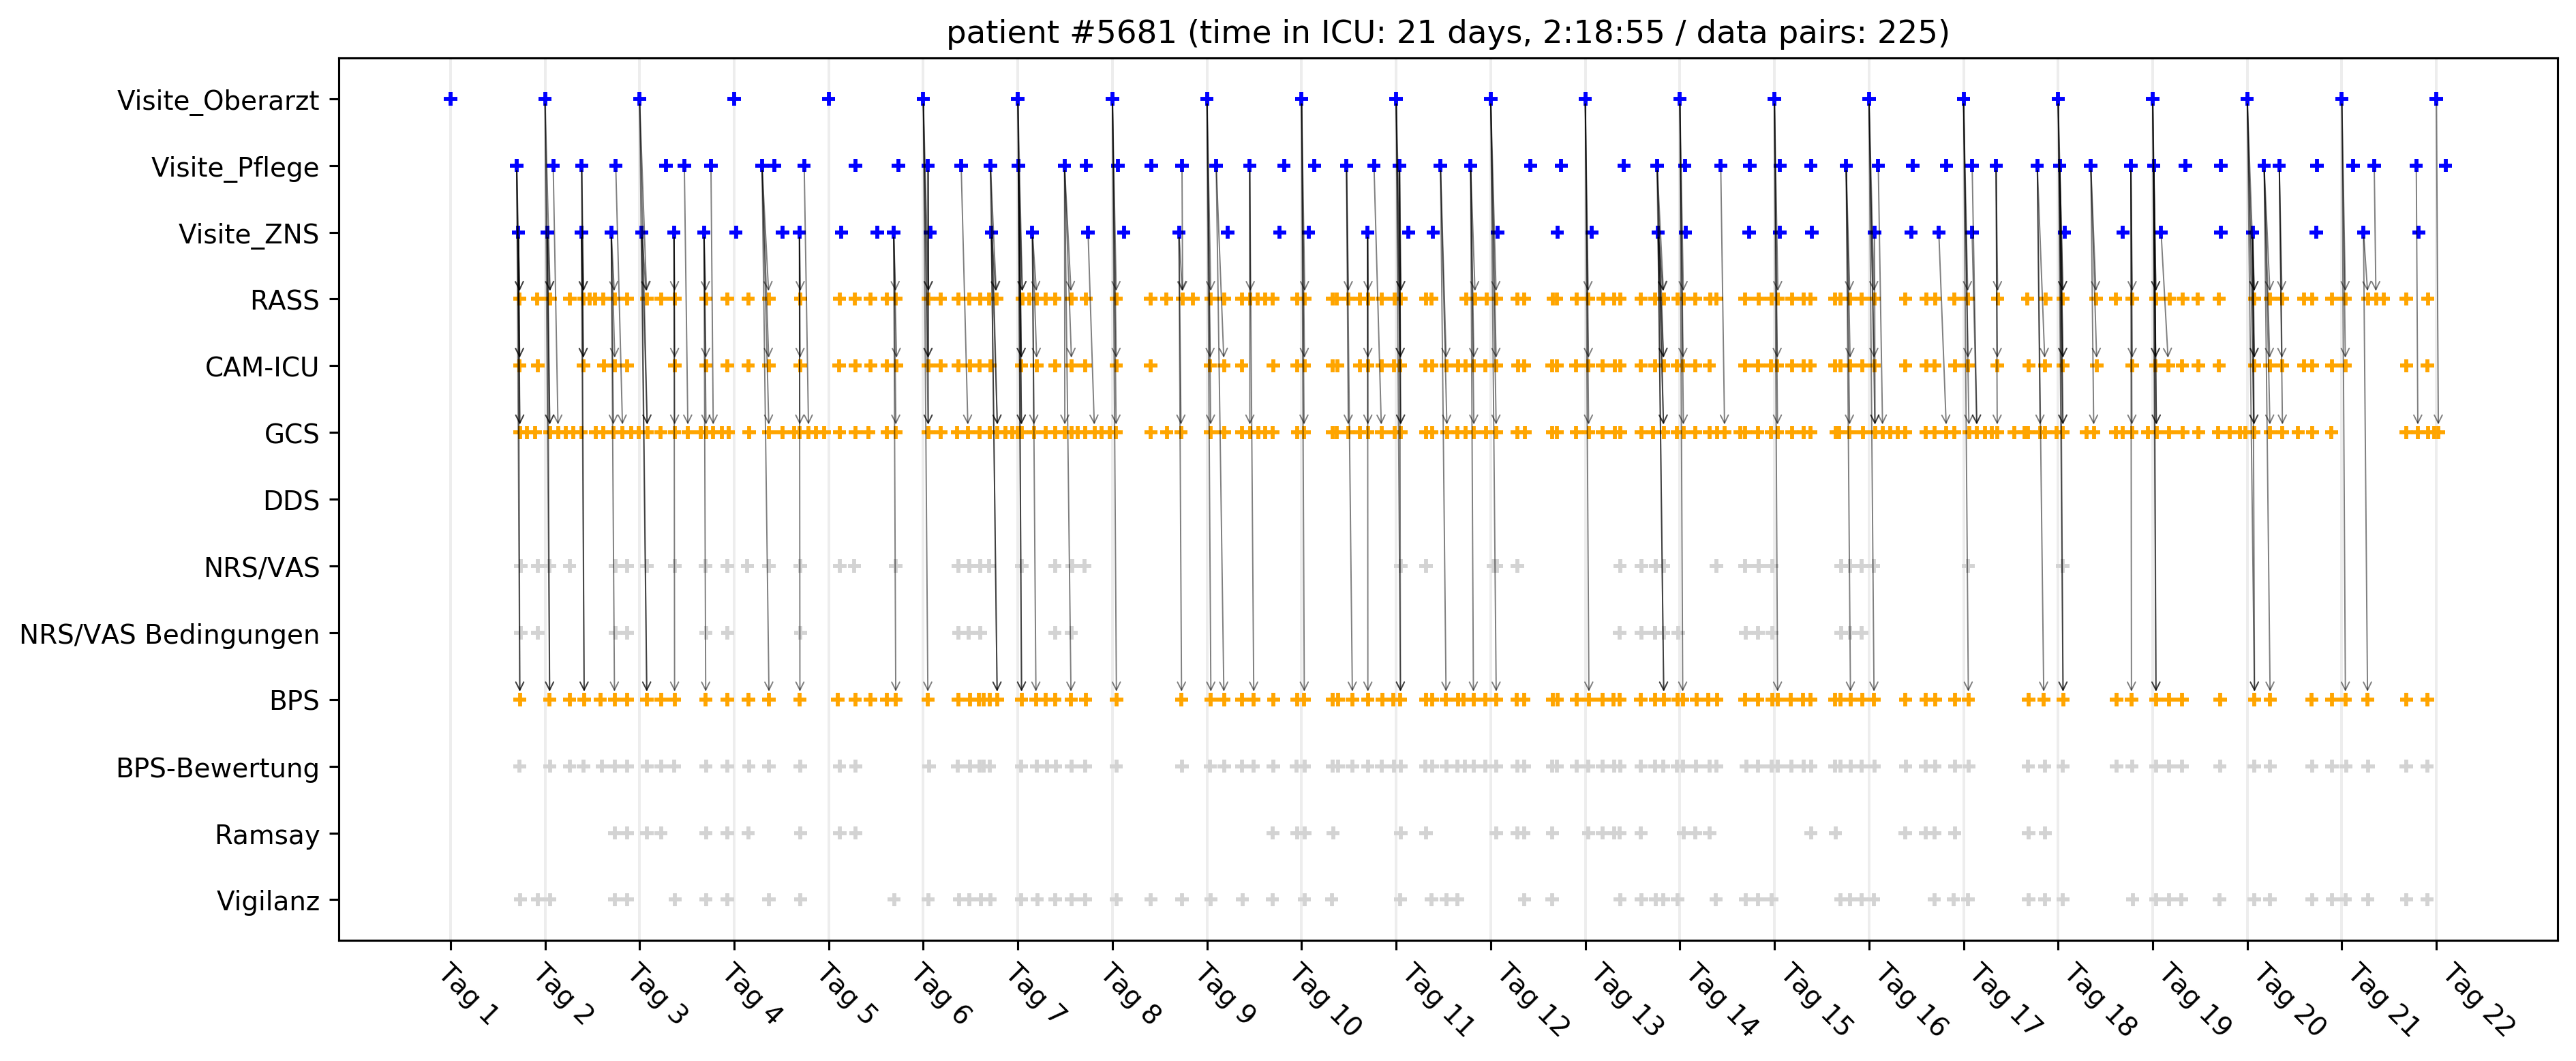 patient #5681 (time in ICU: 21 days, 2:18:55 / data pairs: 225)
Visite_Oberarzt
Visite_Pflege
Visite_ZNS
RASS
CAM-ICU
GCS
DDS
NRS/VAS
NRS/VAS Bedingungen
BPS
BPS-Bewertung
Ramsay
Vigilanz
Tag 1
Tag 2
Tag 3
Tag 4
Tag 5
Tag 6
Tag 7
Tag 8
Tag 9
Tag 10
Tag 11
Tag 12
Tag 13
Tag 14
Tag 15
Tag 16
Tag 17
Tag 18
Tag 19
Tag 20
Tag 21
Tag 22